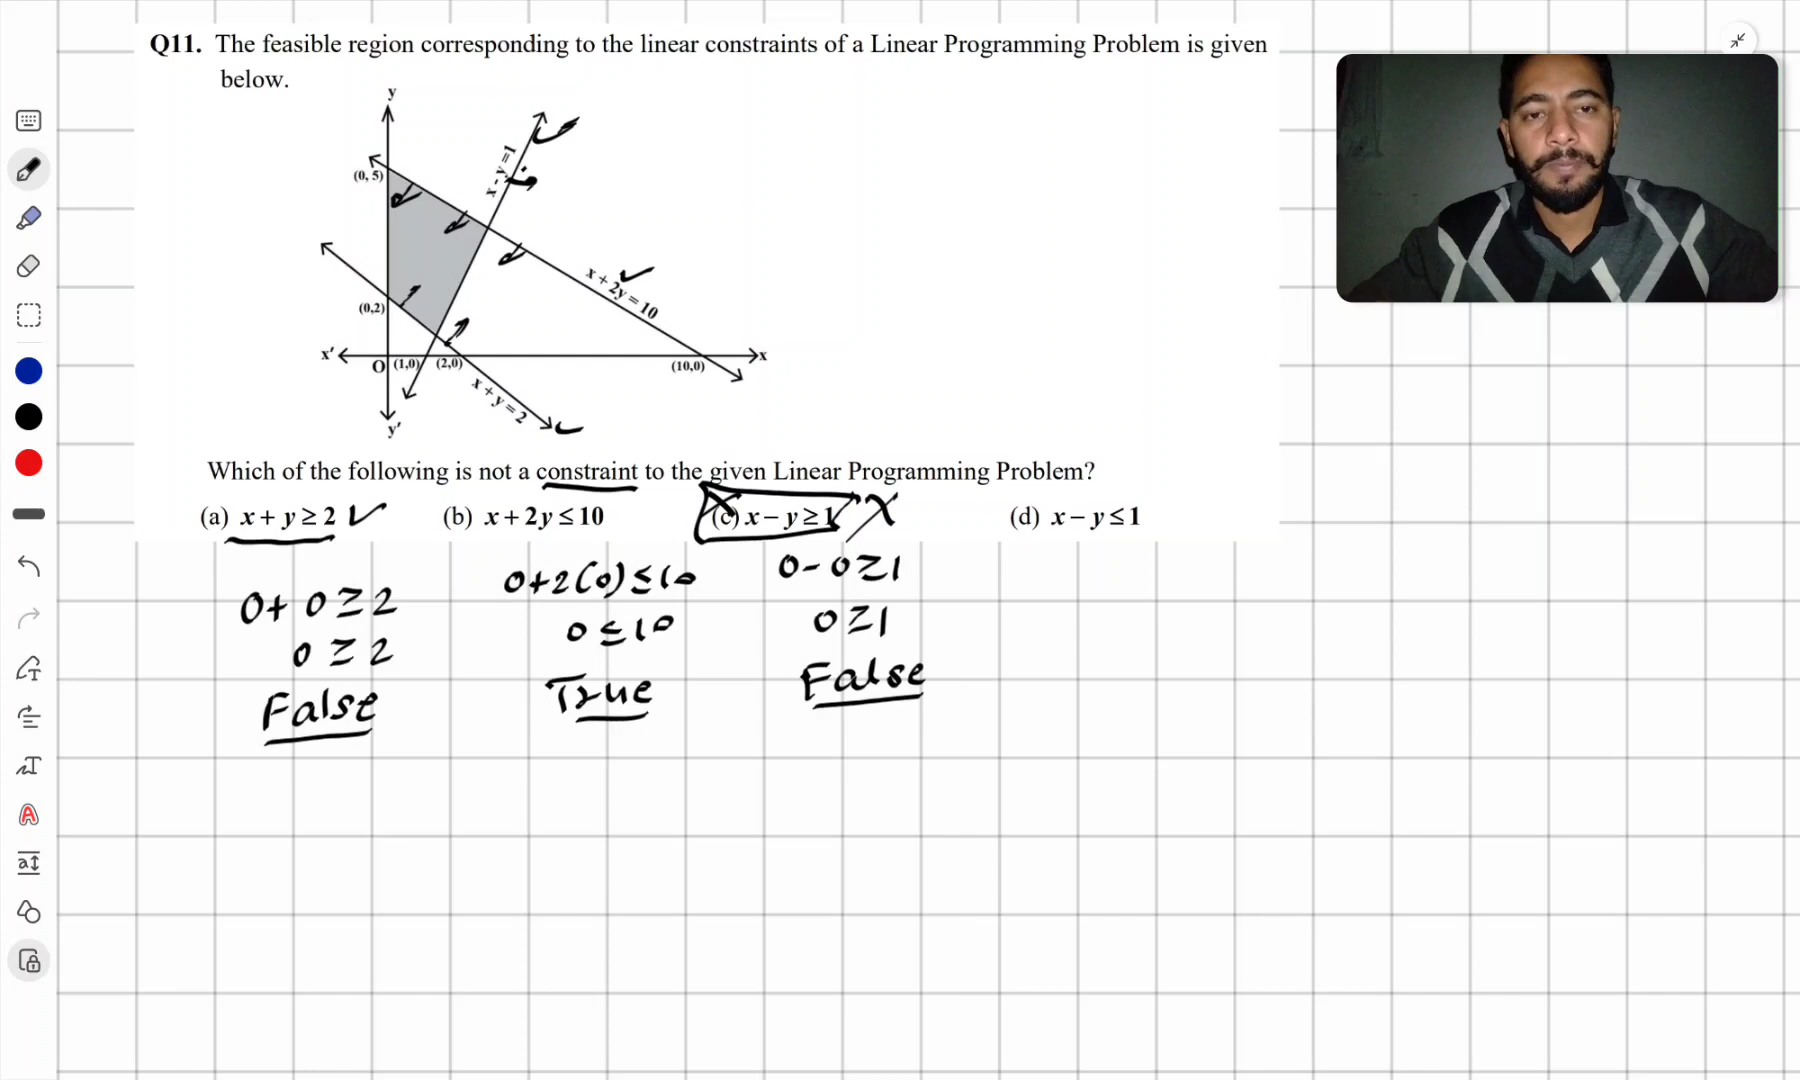 Q11. The feasible region corresponding to the linear constraints of a Linear Programming Problem is given
below.
y
x - y = 1
(0, 5)
x + 2y = 10
(0,2)
x' O (1,0) (2,0) (10,0) x
x + y = 2
y'
Which of the following is not a constraint to the given Linear Programming Problem?
(a) x + y ≥ 2 (b) x + 2y ≤ 10 (c) x − y ≥ 1 (d) x − y ≤ 1
0+ 0 ≥ 2 0+2(0) ≤ 10 0- 0 ≥ 1
0 ≥ 2 0 ≤ 10 0 ≥ 1
False True False